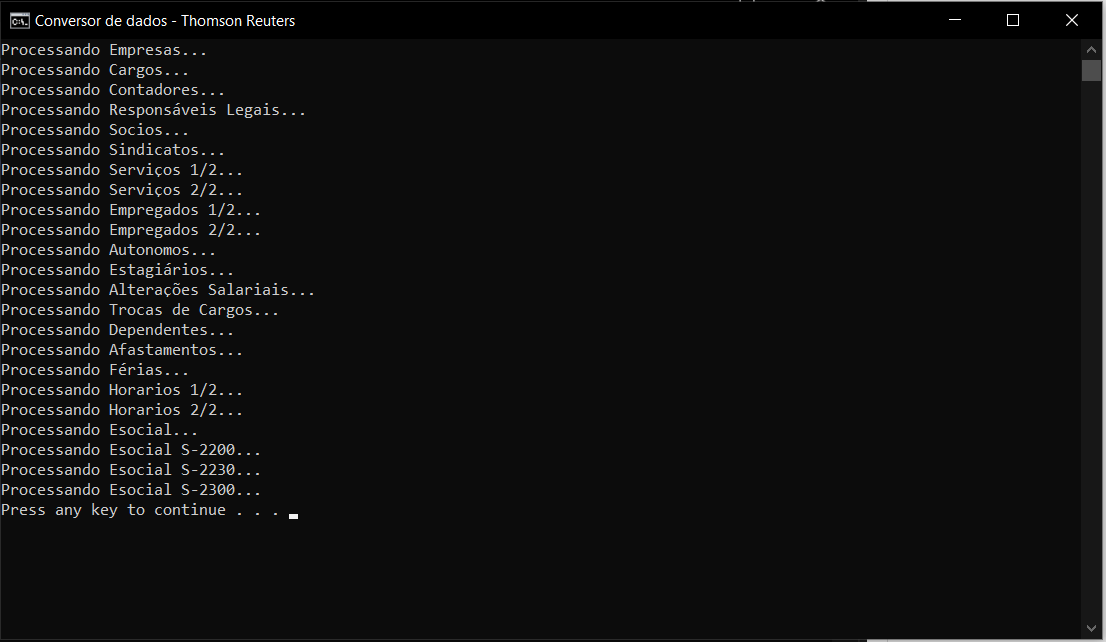 Conversor de dados - Thomson Reuters
Processando Empresas...
Processando Cargos...
Processando Contadores...
Processando Responsáveis Legais...
Processando Socios...
Processando Sindicatos...
Processando Serviços 1/2...
Processando Serviços 2/2...
Processando Empregados 1/2...
Processando Empregados 2/2...
Processando Autonomos...
Processando Estagiários...
Processando Alterações Salariais...
Processando Trocas de Cargos...
Processando Dependentes...
Processando Afastamentos...
Processando Férias...
Processando Horarios 1/2...
Processando Horarios 2/2...
Processando Esocial...
Processando Esocial S-2200...
Processando Esocial S-2230...
Processando Esocial S-2300...
Press any key to continue . . .